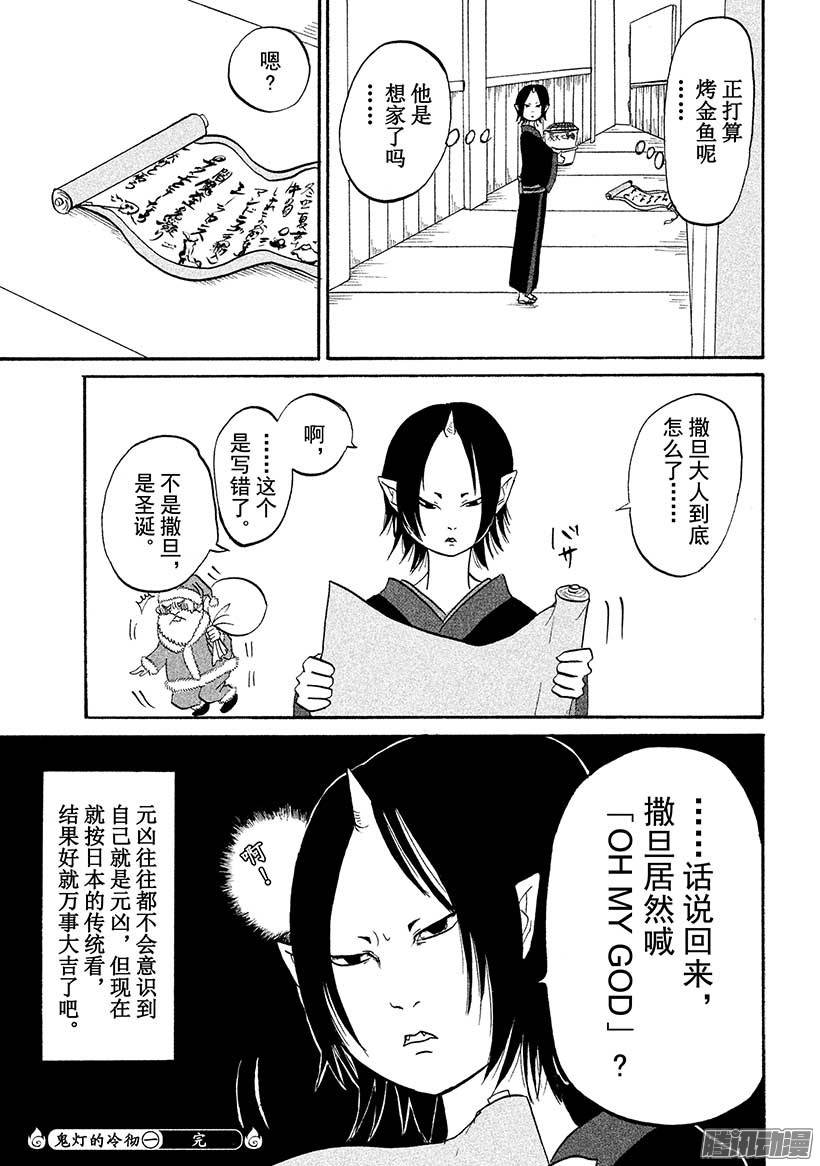 正打算
烤金鱼呢
……
他是
想家了吗
……
嗯？
撒旦大人到底
怎么了……
バサ
啊，
……这个
是写错了。
不是撒旦，
是圣诞。
……话说回来，
撒旦居然喊
「OH MY GOD」？
啊！
元凶往往都不会意识到
自己就是元凶，但现在
就按日本的传统看，
结果好就万事大吉了吧。
鬼灯的冷彻一 完
腾讯动漫